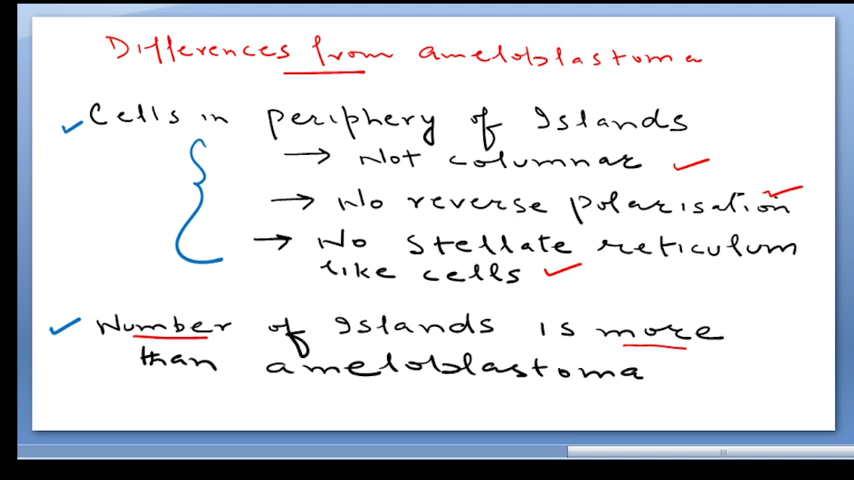 Differences from ameloblastoma
Cells in periphery of Islands
→ Not columnar
→ No reverse polarisation
→ No stellate reticulum
like cells
Number of Islands is more
than ameloblastoma